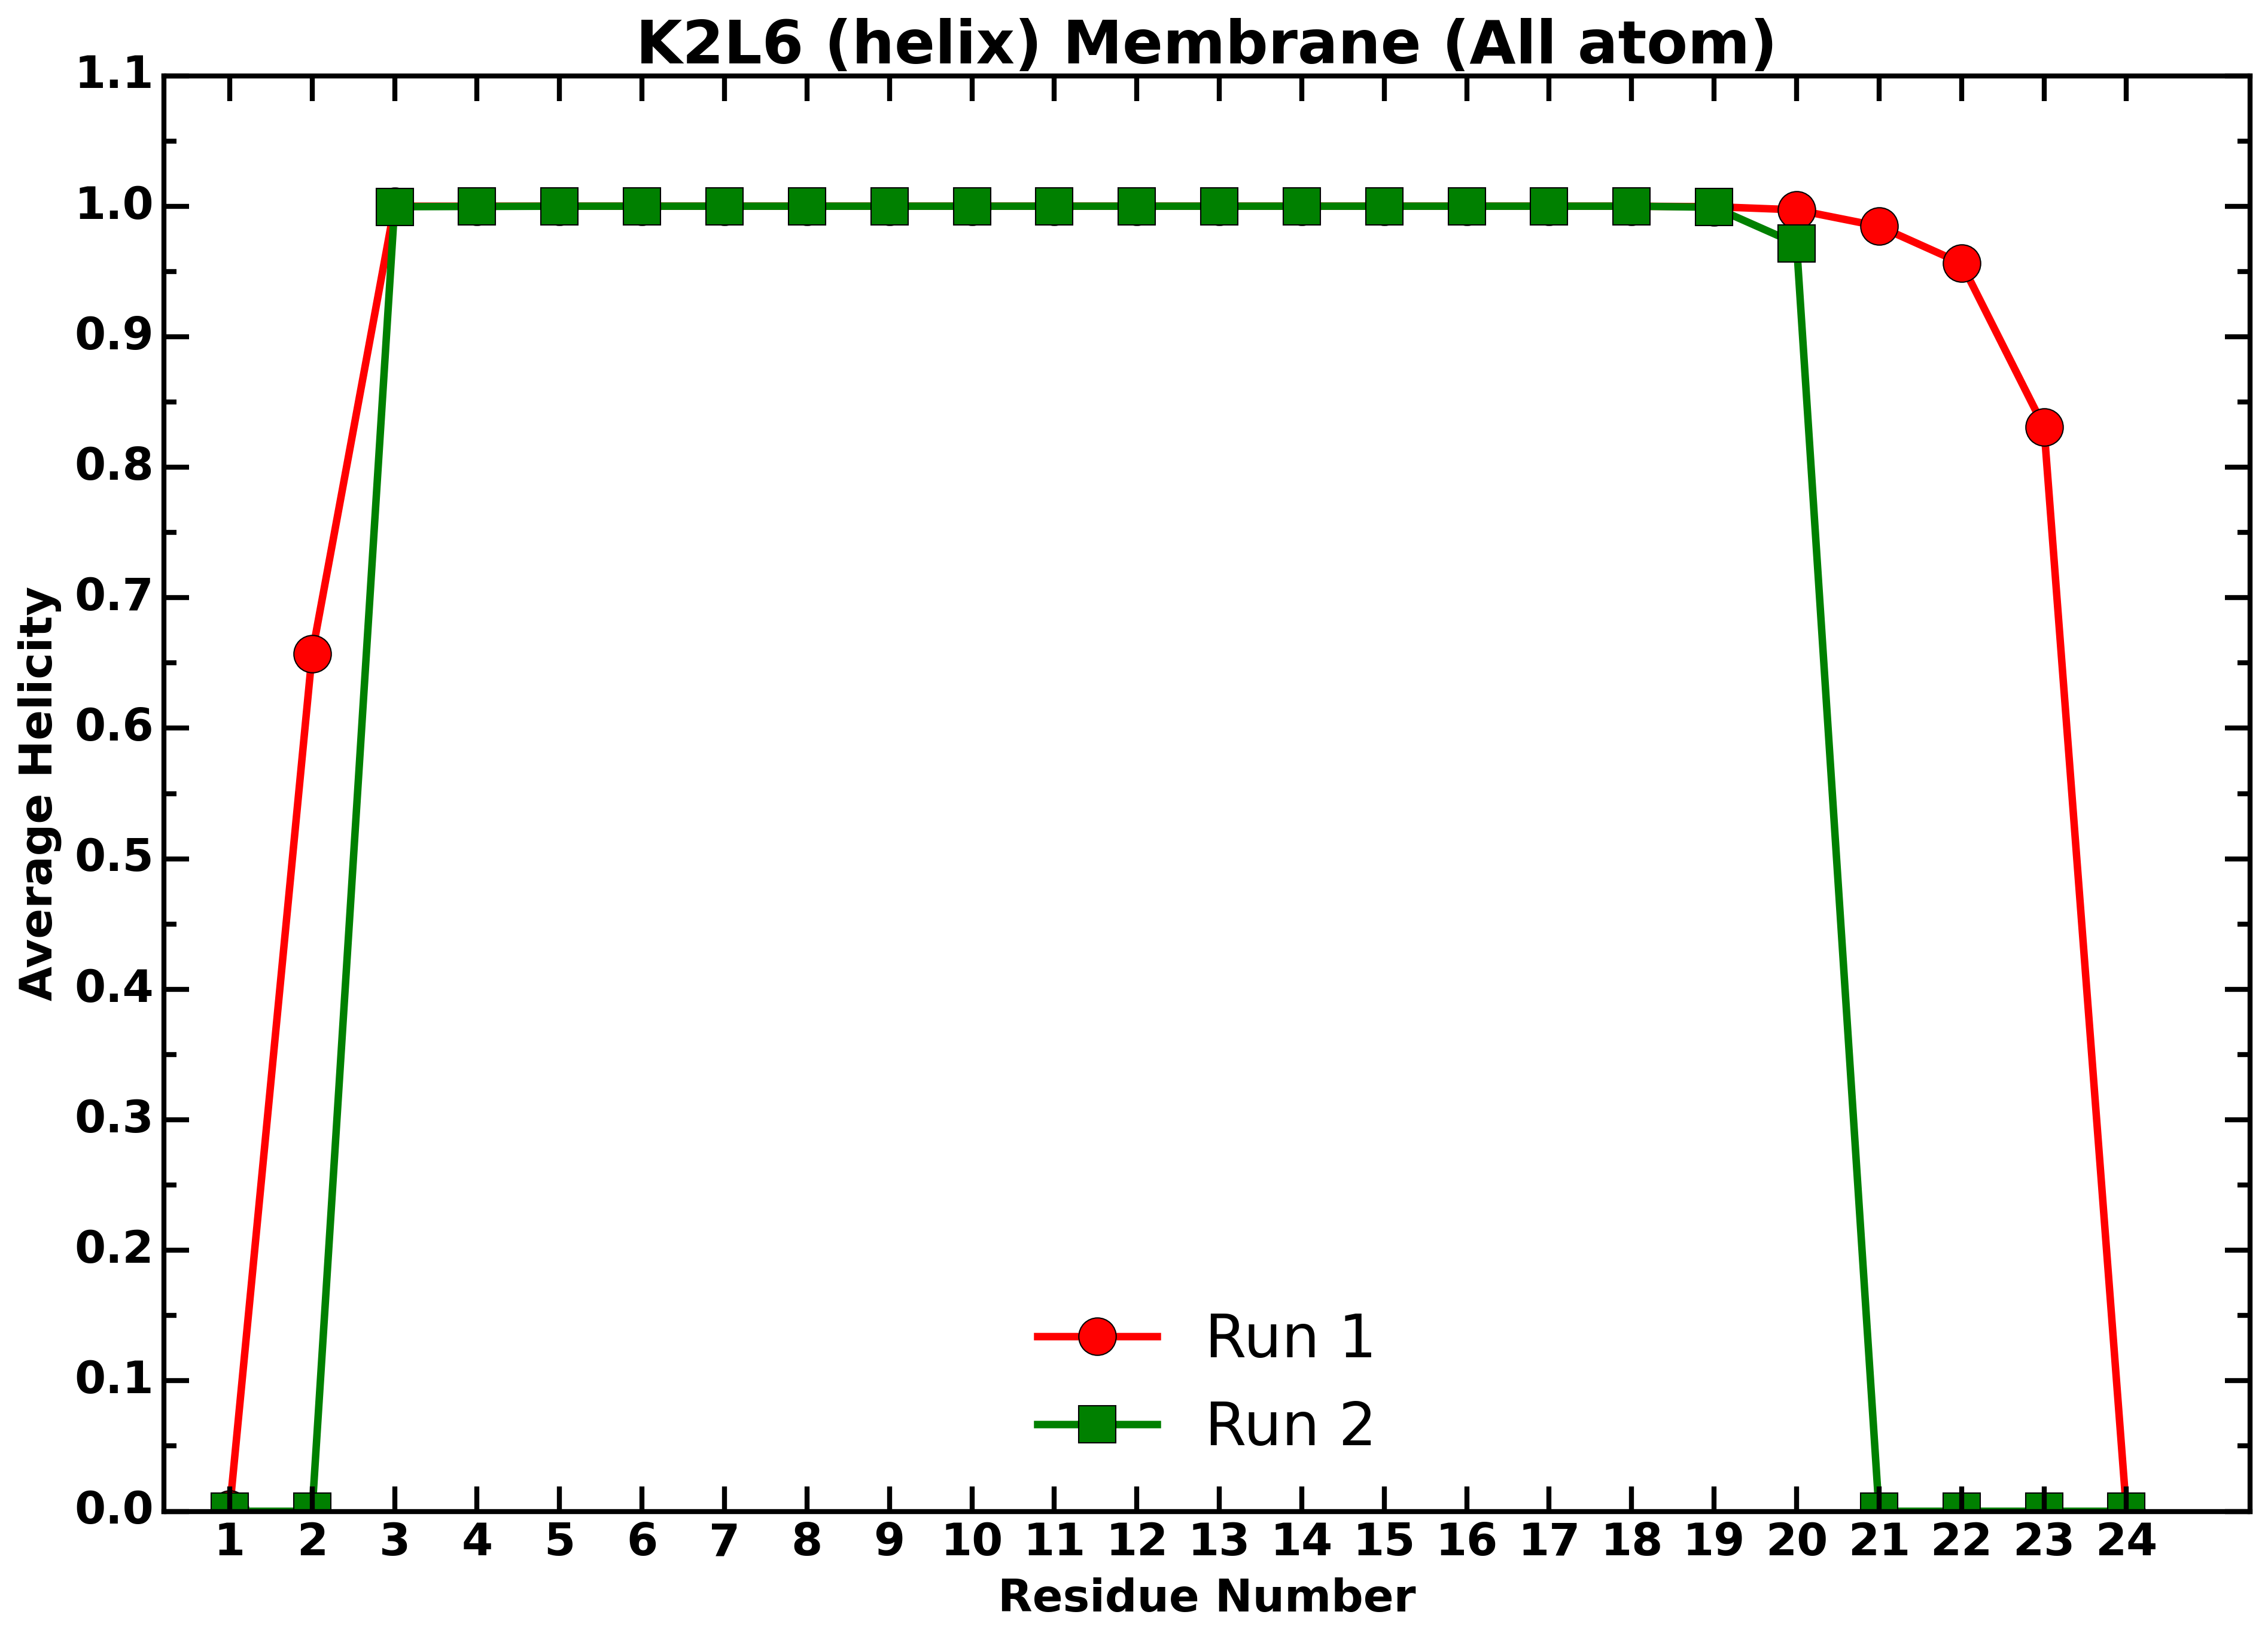 K2L6 (helix) Membrane (All atom)
1.1
1.0
0.9
0.8
0.7
0.6
0.5
0.4
0.3
0.2
0.1
0.0
Average Helicity
Run 1
Run 2
1 2 3 4 5 6 7 8 9 10 11 12 13 14 15 16 17 18 19 20 21 22 23 24
Residue Number